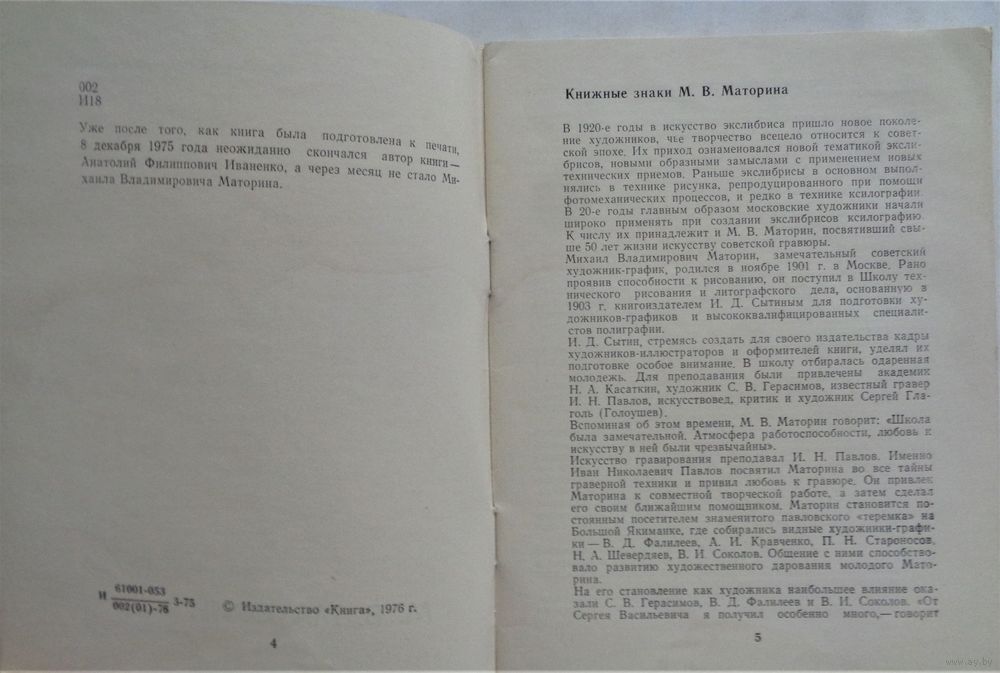 002
И18
Уже после того, как книга была подготовлена к печати,
8 декабря 1975 года неожиданно скончался автор книги—
Анатолий Филиппович Иваненко, а через месяц не стало Ми-
хаила Владимировича Маторина.
И 61001-053
002(01)-76 3-75
© Издательство «Книга», 1976 г.
4
Книжные знаки М. В. Маторина
В 1920-е годы в искусство экслибриса пришло новое поколе-
ние художников, чье творчество всецело относится к совет-
ской эпохе. Их приход ознаменовался новой тематикой эксли-
брисов, новыми образными замыслами с применением новых
технических приемов. Раньше экслибрисы в основном выпол-
нялись в технике рисунка, репродуцированного при помощи
фотомеханических процессов, и редко в технике ксилографии.
В 20-е годы главным образом московские художники начали
широко применять при создании экслибрисов ксилографию.
К числу их принадлежит и М. В. Маторин, посвятивший свы-
ше 50 лет жизни искусству советской гравюры.
Михаил Владимирович Маторин, замечательный советский
художник-график, родился в ноябре 1901 г. в Москве. Рано
проявив способности к рисованию, он поступил в Школу тех-
нического рисования и литографского дела, основанную в
1903 г. книгоиздателем И. Д. Сытиным для подготовки ху-
дожников-графиков и высококвалифицированных специали-
стов полиграфии.
И. Д. Сытин, стремясь создать для своего издательства кадры
художников-иллюстраторов и оформителей книги, уделял их
подготовке особое внимание. В школу отбиралась одаренная
молодежь. Для преподавания были привлечены академик
Н. А. Касаткин, художник С. В. Герасимов, известный гравер
И. Н. Павлов, искусствовед, критик и художник Сергей Гла-
голь (Голоушев).
Вспоминая об этом времени, М. В. Маторин говорит: «Школа
была замечательной. Атмосфера работоспособности, любовь к
искусству в ней были чрезвычайны».
Искусство гравирования преподавал И. Н. Павлов. Именно
Иван Николаевич Павлов посвятил Маторина во все тайны
граверной техники и привил любовь к гравюре. Он привлек
Маторина к совместной творческой работе, а затем сделал
его своим ближайшим помощником. Маторин становится по-
стоянным посетителем знаменитого павловского «теремка» на
Большой Якиманке, где собирались видные художники-графи-
ки — В. Д. Фалилеев, А. И. Кравченко, П. Н. Староносов,
Н. А. Шевердяев, В. И. Соколов. Общение с ними способство-
вало развитию художественного дарования молодого Мато-
рина.
На его становление как художника наибольшее влияние ока-
зали С. В. Герасимов, В. Д. Фалилеев и В. И. Соколов. «От
Сергея Васильевича я получил особенно много,— говорит
5
www.ay.by